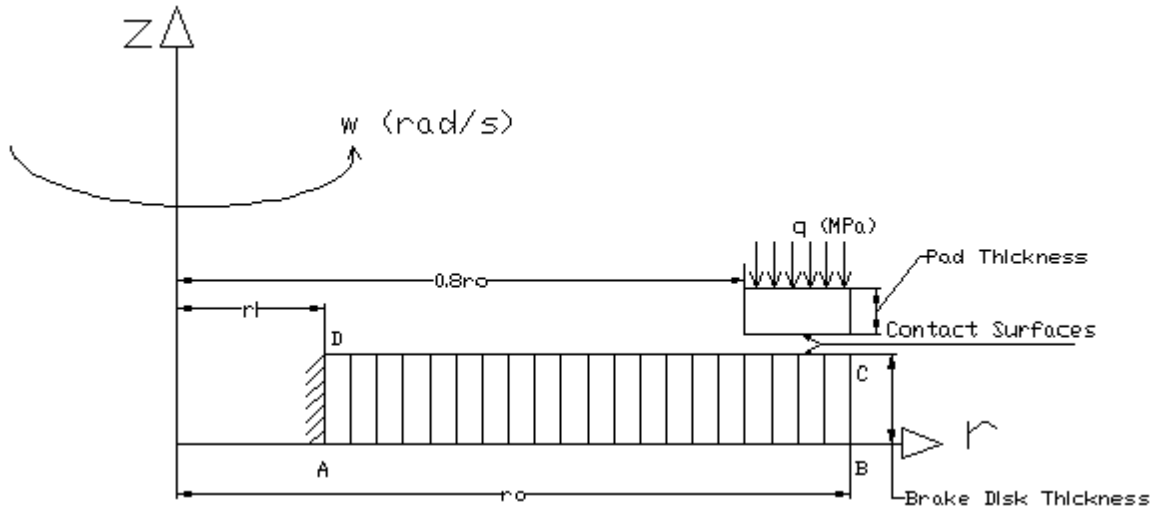 Z
w (rad/s)
q (MPa)
Pad Thickness
0.8ro
ri
D
Contact Surfaces
C
r
A
B
ro
Brake Disk Thickness